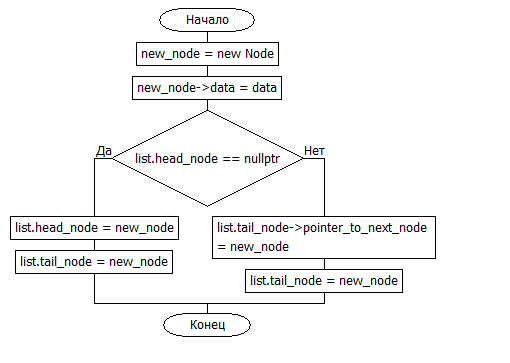 Начало
new_node = new Node
new_node->data = data
Да
list.head_node == nullptr
Нет
list.head_node = new_node
list.tail_node = new_node
list.tail_node->pointer_to_next_node
= new_node
list.tail_node = new_node
Конец